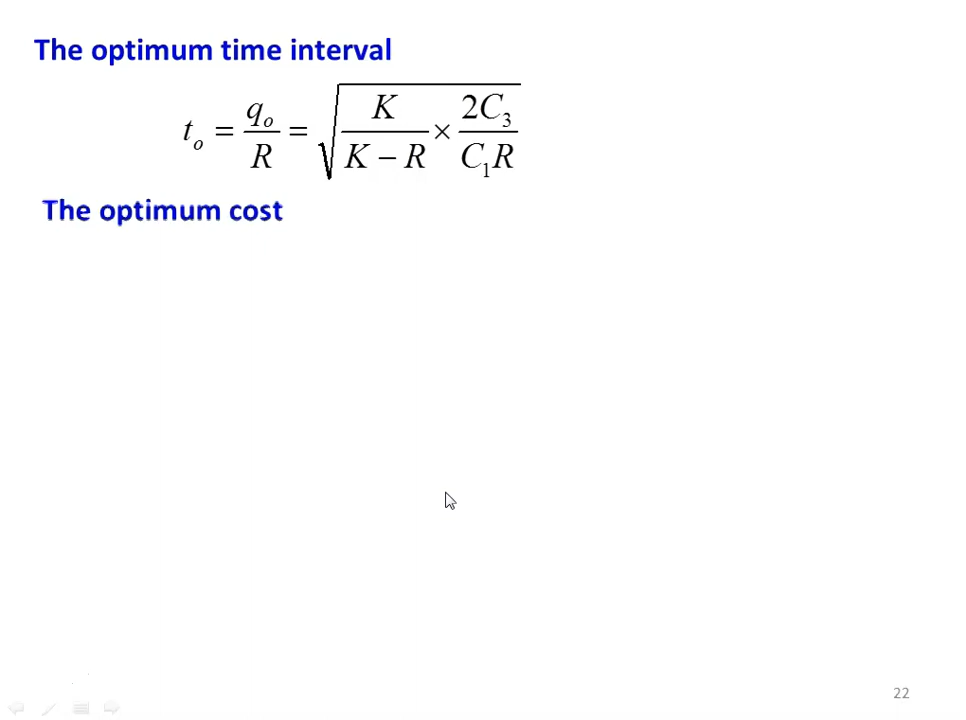 The optimum time interval
t_o = q_o / R = √(K / (K − R) × 2C_3 / (C_1R))
The optimum cost
22